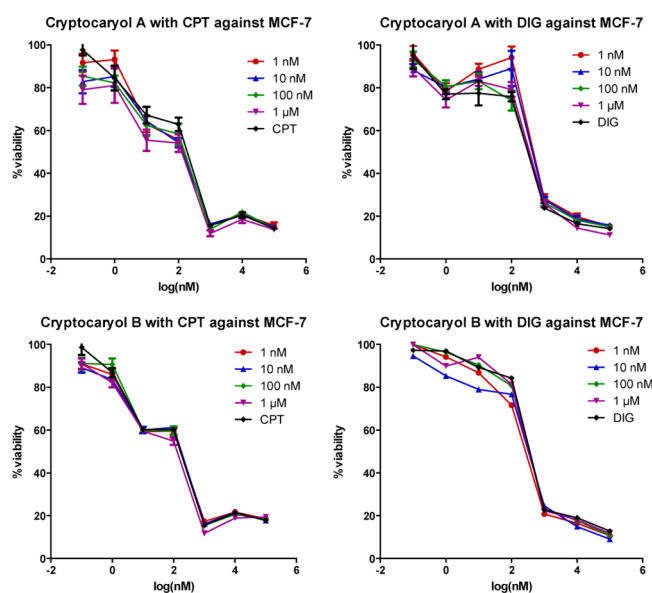 Cryptocaryol A with CPT against MCF-7
100
80
60
40
20
0
%viability
-2
0
2
4
6
log(nM)
1 nM
10 nM
100 nM
1 µM
CPT
Cryptocaryol A with DIG against MCF-7
100
80
60
40
20
0
%viability
-2
0
2
4
6
log(nM)
1 nM
10 nM
100 nM
1 µM
DIG
Cryptocaryol B with CPT against MCF-7
100
80
60
40
20
0
%viability
-2
0
2
4
6
log(nM)
1 nM
10 nM
100 nM
1 µM
CPT
Cryptocaryol B with DIG against MCF-7
100
80
60
40
20
0
%viability
-2
0
2
4
6
log(nM)
1 nM
10 nM
100 nM
1 µM
DIG